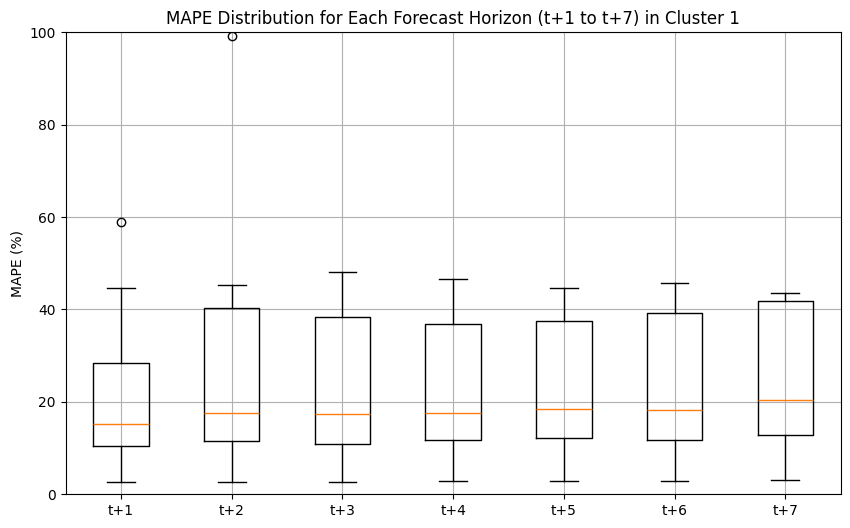 MAPE Distribution for Each Forecast Horizon (t+1 to t+7) in Cluster 1
100
80
60
40
20
0
MAPE (%)
t+1 t+2 t+3 t+4 t+5 t+6 t+7